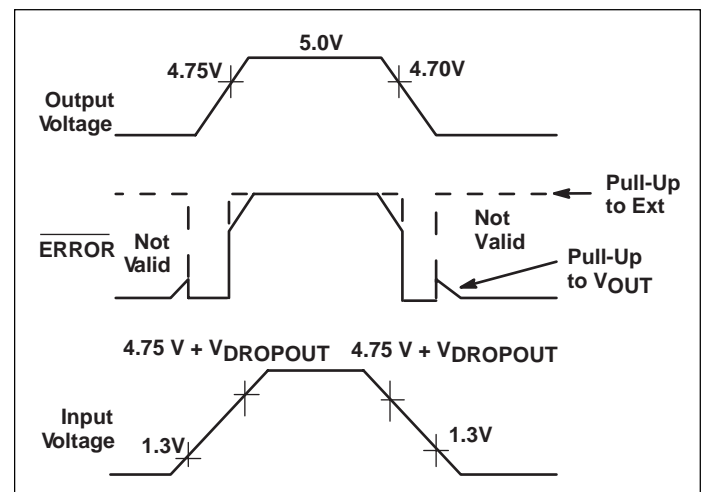 5.0V
4.75V
4.70V
Output
Voltage
Pull-Up
to Ext
ERROR
Not
Valid
Not
Valid
Pull-Up
to VOUT
4.75 V + VDROPOUT
4.75 V + VDROPOUT
Input
Voltage
1.3V
1.3V